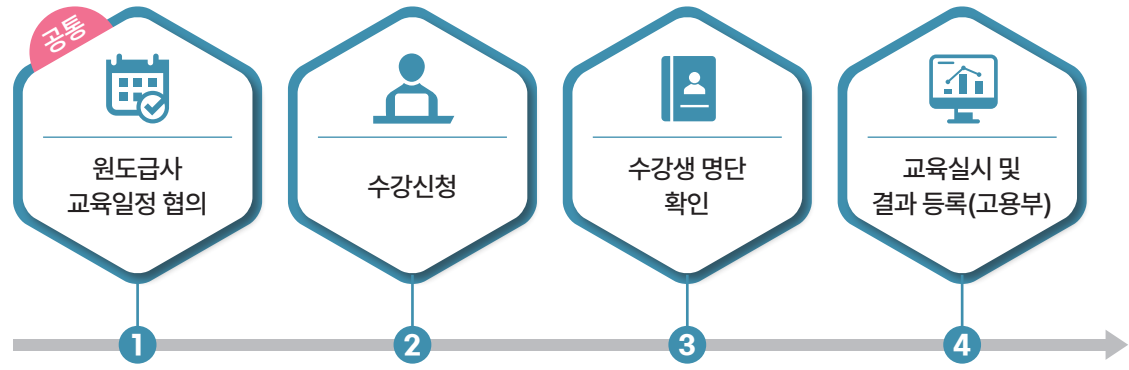 공통
원도급사
교육일정 협의
수강신청
수강생 명단
확인
교육실시 및
결과 등록(고용부)
1
2
3
4